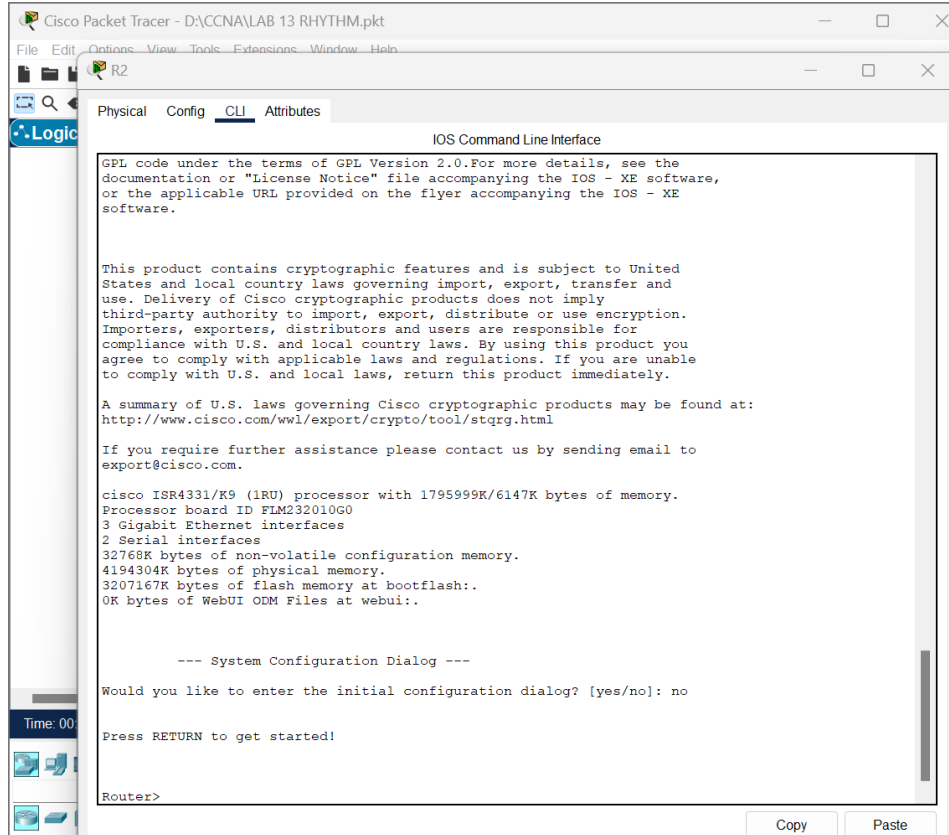 Cisco Packet Tracer - D:\CCNA\LAB 13 RHYTHM.pkt
File Edit Options View Tools Extensions Window Help
R2
Physical Config CLI Attributes
Logic
IOS Command Line Interface
GPL code under the terms of GPL Version 2.0.For more details, see the
documentation or "License Notice" file accompanying the IOS - XE software,
or the applicable URL provided on the flyer accompanying the IOS - XE
software.
This product contains cryptographic features and is subject to United
States and local country laws governing import, export, transfer and
use. Delivery of Cisco cryptographic products does not imply
third-party authority to import, export, distribute or use encryption.
Importers, exporters, distributors and users are responsible for
compliance with U.S. and local country laws. By using this product you
agree to comply with applicable laws and regulations. If you are unable
to comply with U.S. and local laws, return this product immediately.
A summary of U.S. laws governing Cisco cryptographic products may be found at:
http://www.cisco.com/wwl/export/crypto/tool/stqrg.html
If you require further assistance please contact us by sending email to
export@cisco.com.
cisco ISR4331/K9 (1RU) processor with 1795999K/6147K bytes of memory.
Processor board ID FLM232010G0
3 Gigabit Ethernet interfaces
2 Serial interfaces
32768K bytes of non-volatile configuration memory.
4194304K bytes of physical memory.
3207167K bytes of flash memory at bootflash:.
0K bytes of WebUI ODM Files at webui:.
--- System Configuration Dialog ---
Would you like to enter the initial configuration dialog? [yes/no]: no
Time: 00:
Press RETURN to get started!
Router>
Copy Paste